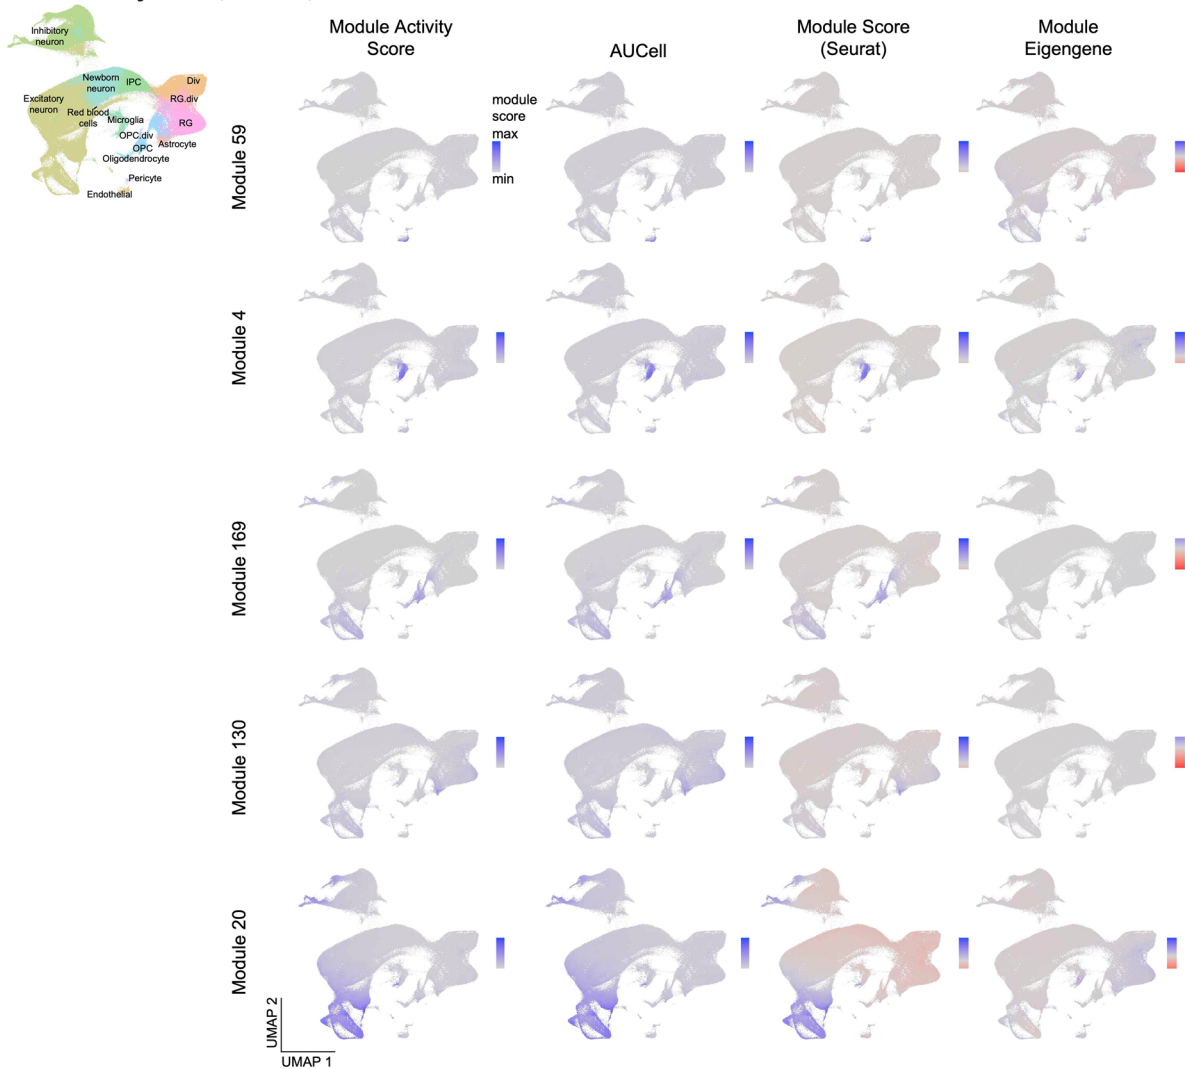 Module Activity
Score
AUCell
Module Score
(Seurat)
Module
Eigengene
Inhibitory
neuron
Newborn
neuron
IPC
Div
Excitatory
neuron
RG.div
Red blood
cells
Microglia
RG
OPC.div
OPC
Astrocyte
Oligodendrocyte
Pericyte
Endothelial
module
score
max
min
Module 59
Module 4
Module 169
Module 130
Module 20
UMAP 2
UMAP 1